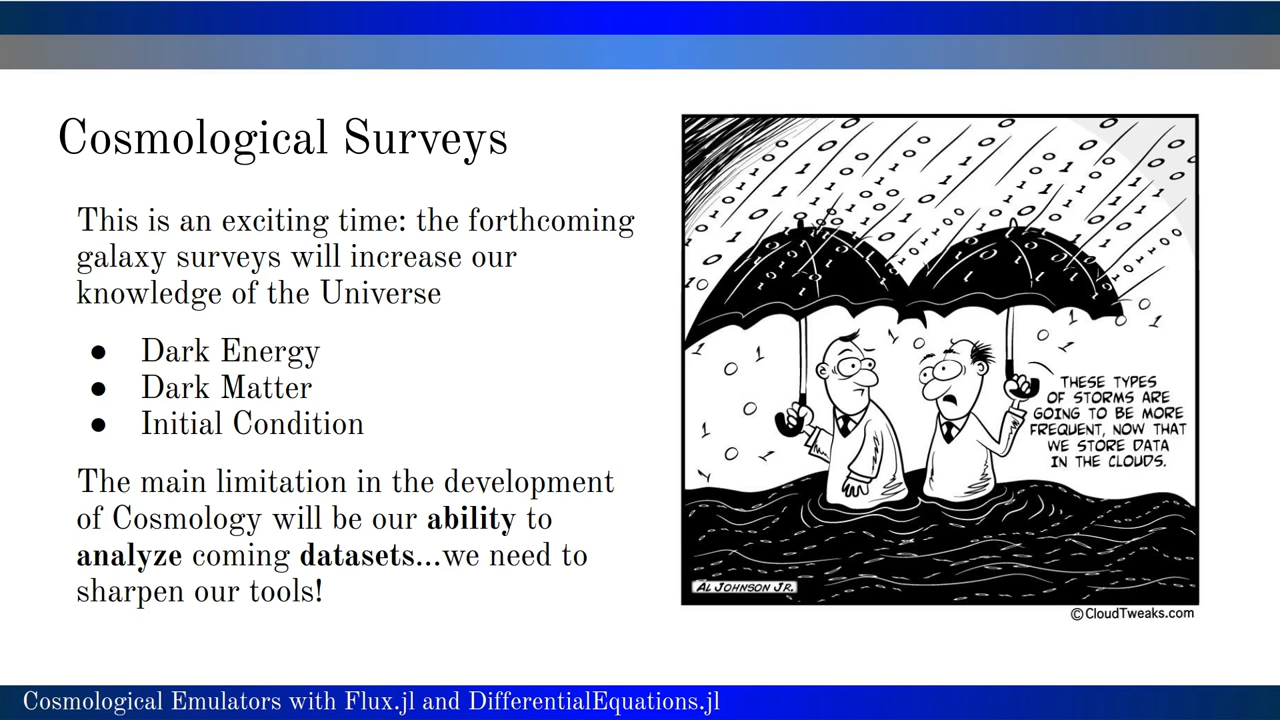 Cosmological Surveys
This is an exciting time: the forthcoming
galaxy surveys will increase our
knowledge of the Universe
● Dark Energy
● Dark Matter
● Initial Condition
The main limitation in the development
of Cosmology will be our ability to
analyze coming datasets...we need to
sharpen our tools!
THESE TYPES
OF STORMS ARE
GOING TO BE MORE
FREQUENT, NOW THAT
WE STORE DATA
IN THE CLOUDS.
AL JOHNSON JR.
©CloudTweaks.com
Cosmological Emulators with Flux.jl and DifferentialEquations.jl